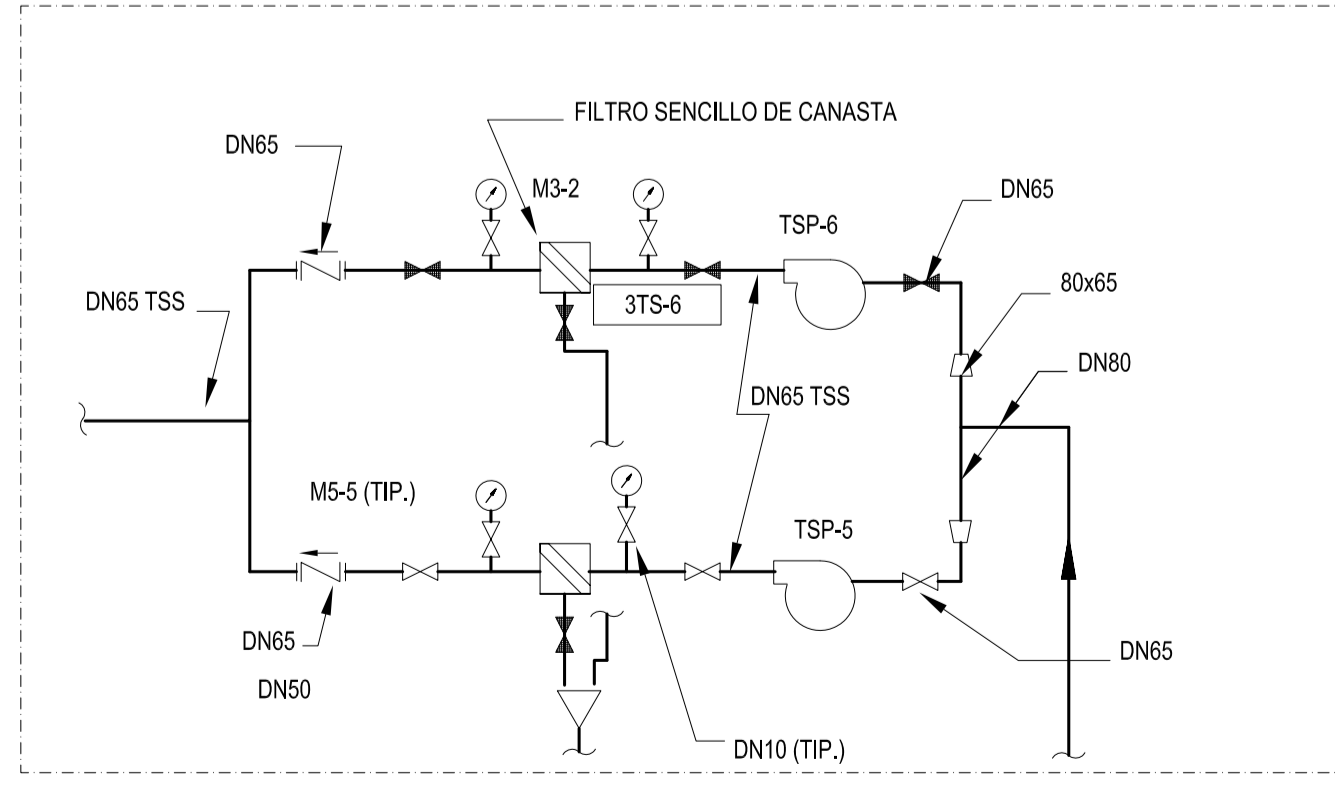 FILTRO SENCILLO DE CANASTA
DN65
M3-2
DN65
TSP-6
80x65
DN65 TSS
3TS-6
DN80
DN65 TSS
M5-5 (TIP.)
TSP-5
DN65
DN65
DN50
DN10 (TIP.)